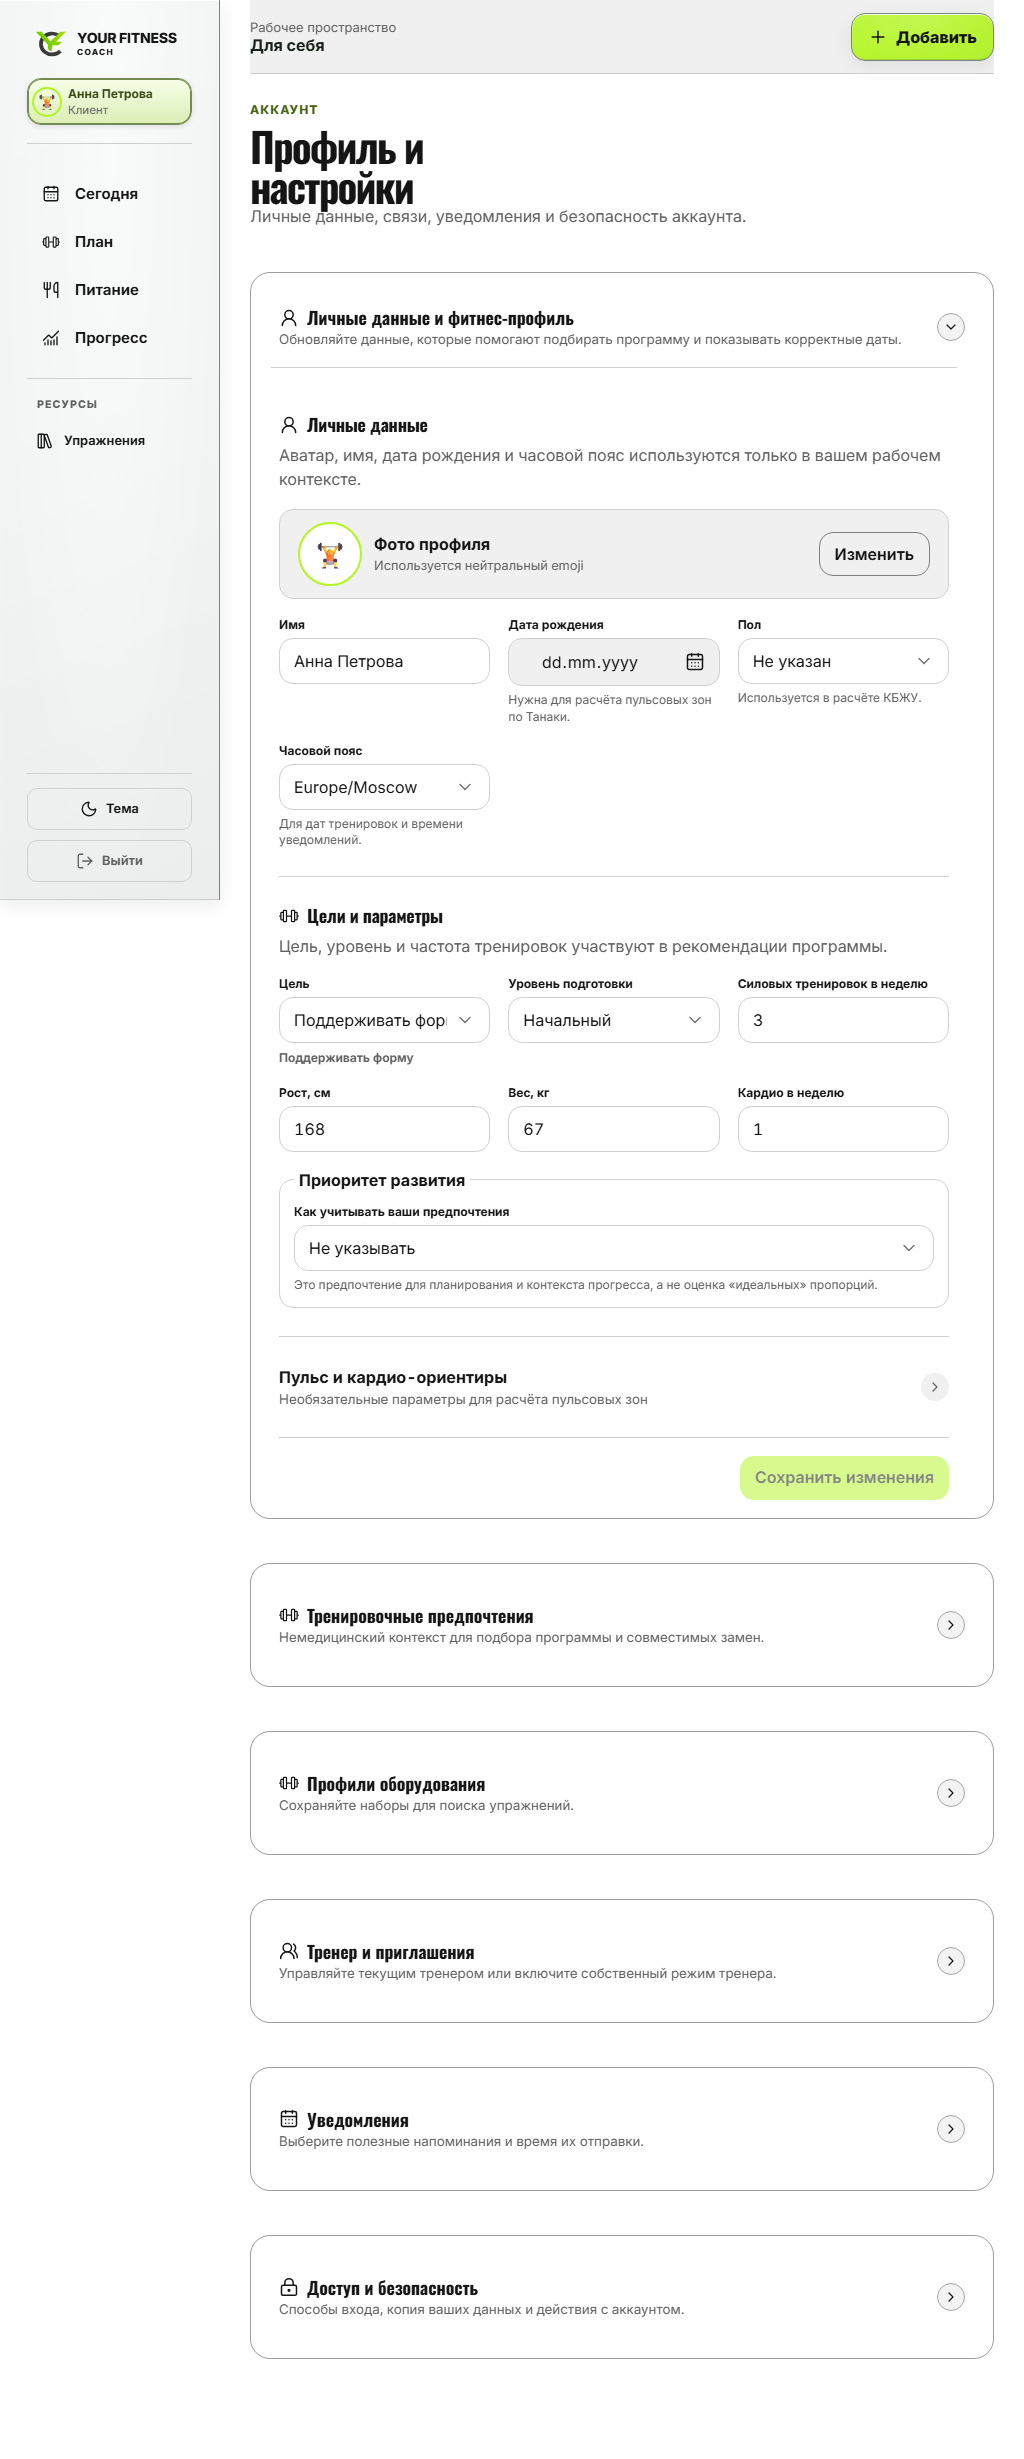 YOUR FITNESS
COACH
Анна Петрова
Клиент
Сегодня
План
Питание
Прогресс
РЕСУРСЫ
Упражнения
Тема
Выйти
Рабочее пространство
Для себя
Добавить
АККАУНТ
Профиль и
настройки
Личные данные, связи, уведомления и безопасность аккаунта.
Личные данные и фитнес-профиль
Обновляйте данные, которые помогают подбирать программу и показывать корректные даты.
Личные данные
Аватар, имя, дата рождения и часовой пояс используются только в вашем рабочем
контексте.
Фото профиля
Используется нейтральный emoji
Изменить
Имя
Дата рождения
Пол
Анна Петрова
dd.mm.yyyy
Не указан
Нужна для расчёта пульсовых зон
по Танаки.
Используется в расчёте КБЖУ.
Часовой пояс
Europe/Moscow
Для дат тренировок и времени
уведомлений.
Цели и параметры
Цель, уровень и частота тренировок участвуют в рекомендации программы.
Цель
Уровень подготовки
Силовых тренировок в неделю
Поддерживать фор
Начальный
3
Поддерживать форму
Рост, см
Вес, кг
Кардио в неделю
168
67
1
Приоритет развития
Как учитывать ваши предпочтения
Не указывать
Это предпочтение для планирования и контекста прогресса, а не оценка «идеальных» пропорций.
Пульс и кардио-ориентиры
Необязательные параметры для расчёта пульсовых зон
Сохранить изменения
Тренировочные предпочтения
Немедицинский контекст для подбора программы и совместимых замен.
Профили оборудования
Сохраняйте наборы для поиска упражнений.
Тренер и приглашения
Управляйте текущим тренером или включите собственный режим тренера.
Уведомления
Выберите полезные напоминания и время их отправки.
Доступ и безопасность
Способы входа, копия ваших данных и действия с аккаунтом.